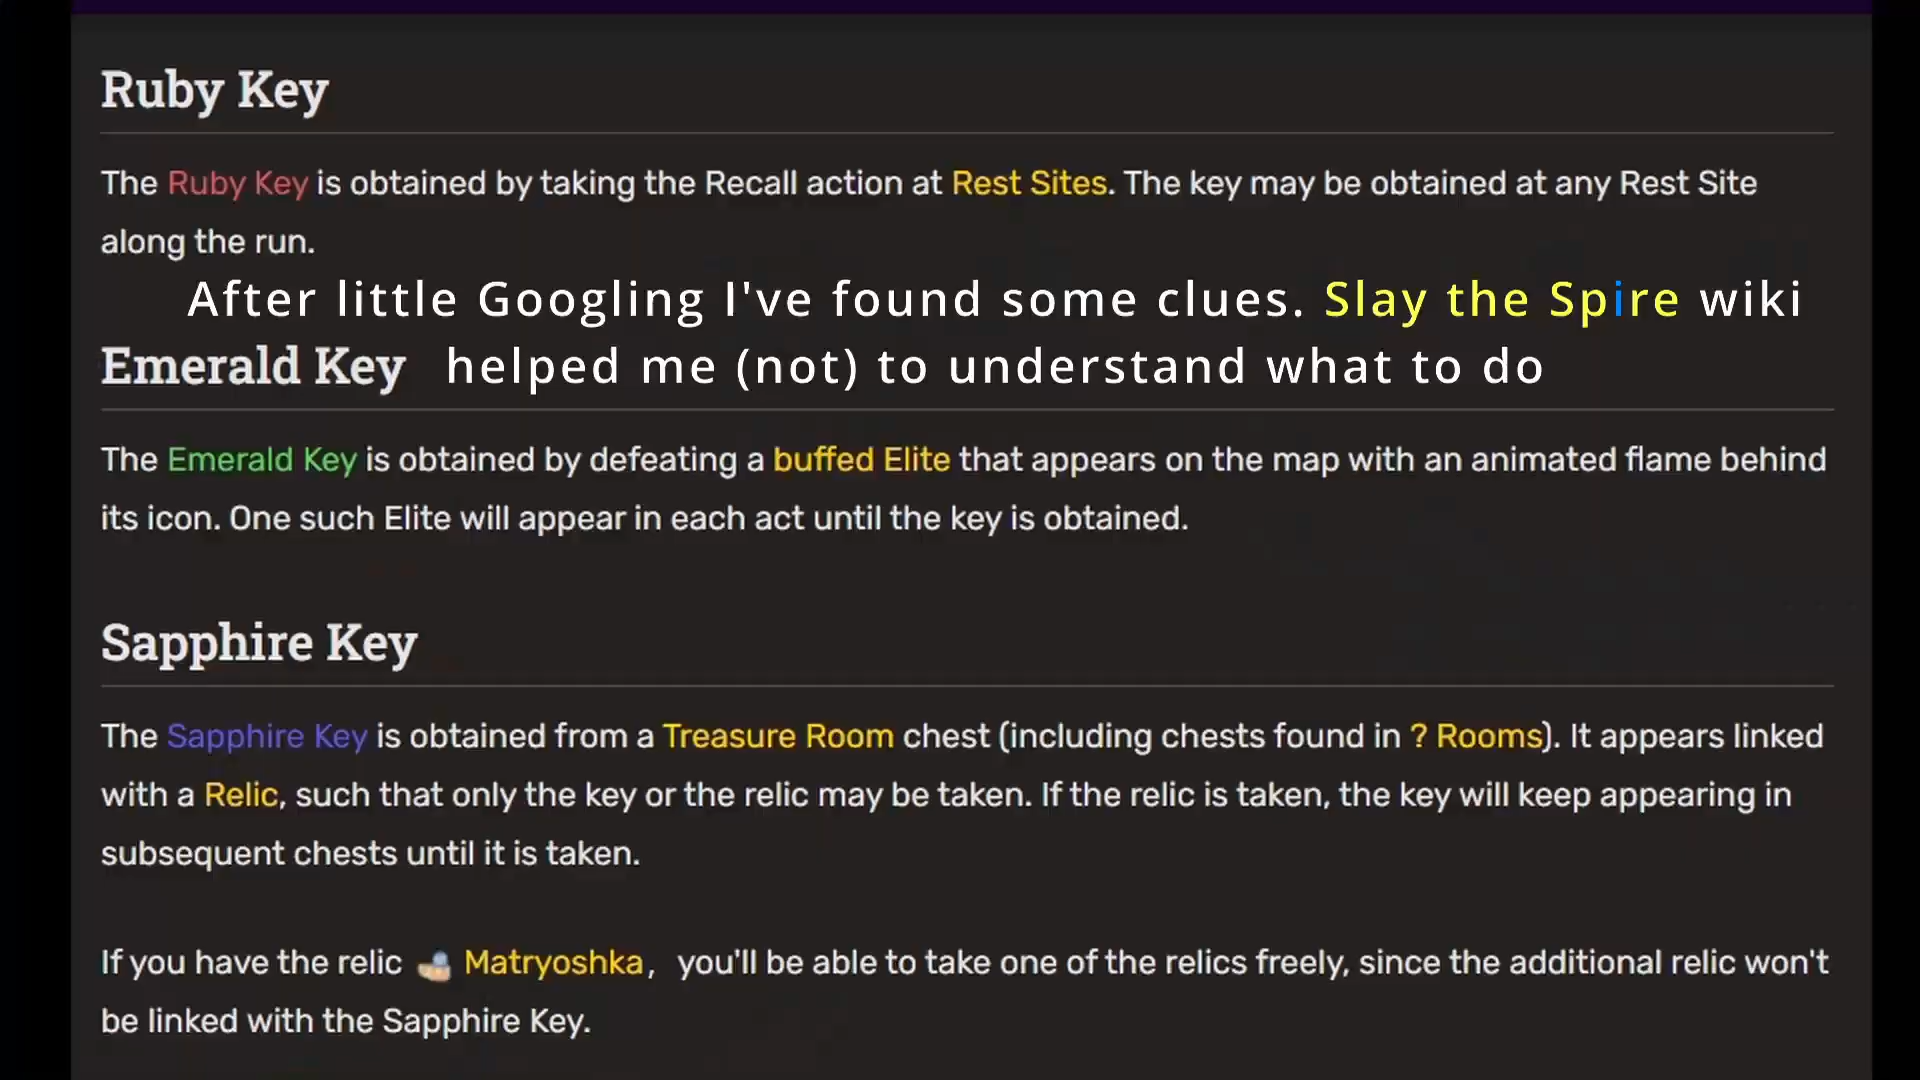 Ruby Key
The Ruby Key is obtained by taking the Recall action at Rest Sites. The key may be obtained at any Rest Site
along the run.
After little Googling I've found some clues. Slay the Spire wiki
helped me (not) to understand what to do
Emerald Key
The Emerald Key is obtained by defeating a buffed Elite that appears on the map with an animated flame behind
its icon. One such Elite will appear in each act until the key is obtained.
Sapphire Key
The Sapphire Key is obtained from a Treasure Room chest (including chests found in ? Rooms). It appears linked
with a Relic, such that only the key or the relic may be taken. If the relic is taken, the key will keep appearing in
subsequent chests until it is taken.
If you have the relic Matryoshka, you'll be able to take one of the relics freely, since the additional relic won't
be linked with the Sapphire Key.